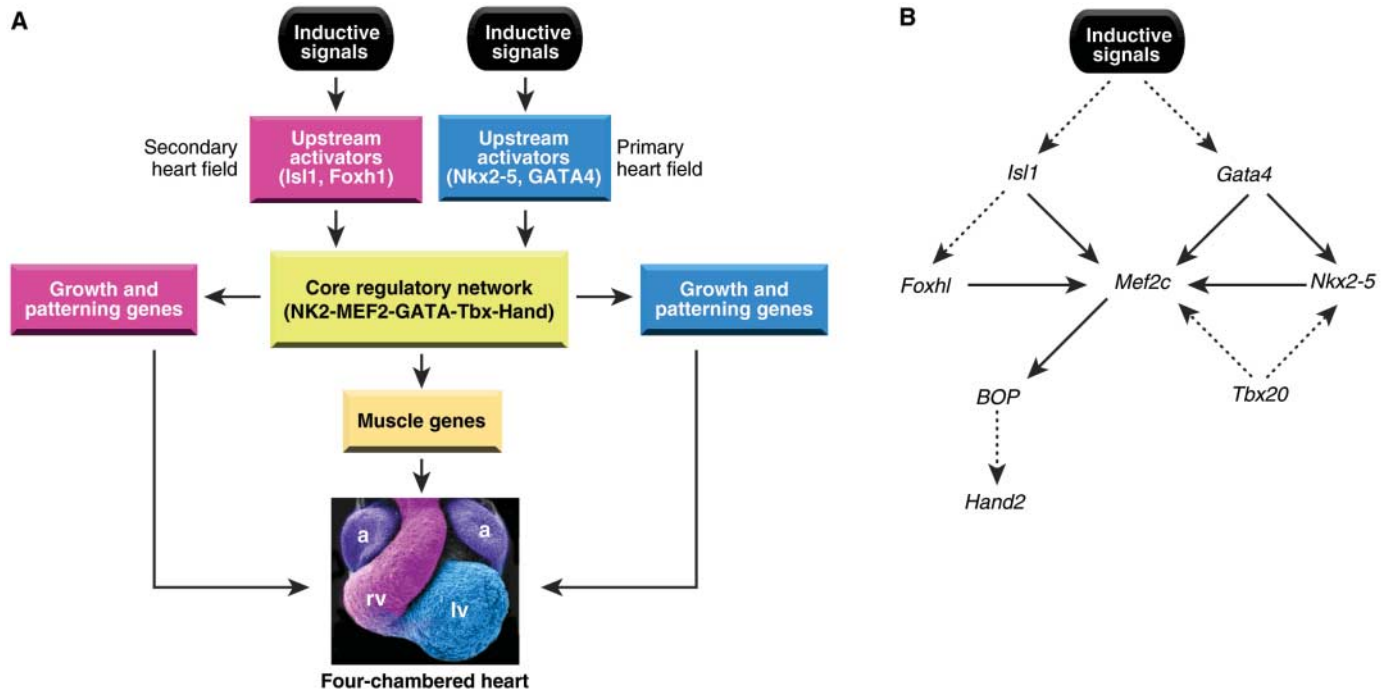 A
Inductive
signals
Inductive
signals
Secondary
heart field
Upstream
activators
(Isl1, Foxh1)
Upstream
activators
(Nkx2-5, GATA4)
Primary
heart field
Growth and
patterning genes
Core regulatory network
(NK2-MEF2-GATA-Tbx-Hand)
Growth and
patterning genes
Muscle genes
a
a
rv
lv
Four-chambered heart
B
Inductive
signals
Isl1
Gata4
Foxhl
Mef2c
Nkx2-5
BOP
Tbx20
Hand2